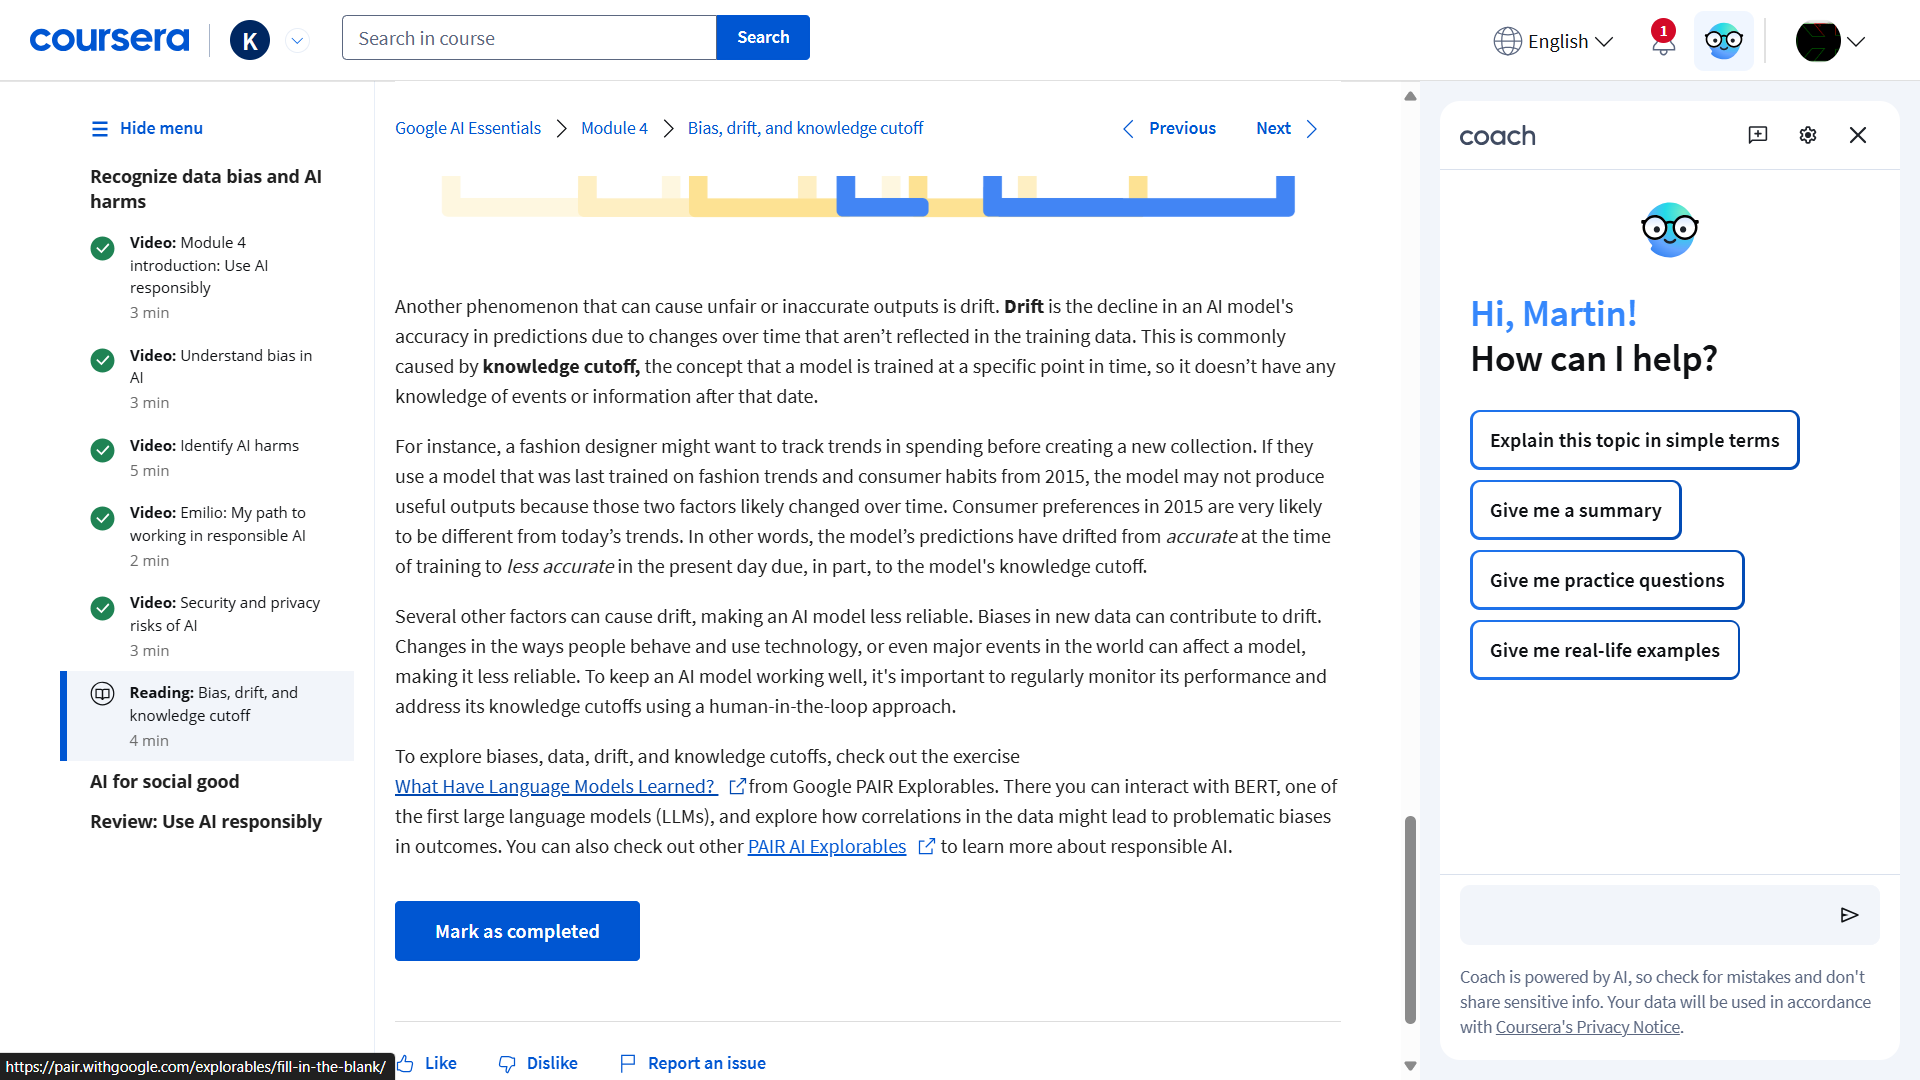 coursera
K
Search in course
Search
English
1
Hide menu
Recognize data bias and AI
harms
Video: Module 4
introduction: Use AI
responsibly
3 min
Video: Understand bias in
AI
3 min
Video: Identify AI harms
5 min
Video: Emilio: My path to
working in responsible AI
2 min
Video: Security and privacy
risks of AI
3 min
Reading: Bias, drift, and
knowledge cutoff
4 min
AI for social good
Review: Use AI responsibly
Google AI Essentials
Module 4
Bias, drift, and knowledge cutoff
Previous
Next
Another phenomenon that can cause unfair or inaccurate outputs is drift. Drift is the decline in an AI model's
accuracy in predictions due to changes over time that aren’t reflected in the training data. This is commonly
caused by knowledge cutoff, the concept that a model is trained at a specific point in time, so it doesn’t have any
knowledge of events or information after that date.
For instance, a fashion designer might want to track trends in spending before creating a new collection. If they
use a model that was last trained on fashion trends and consumer habits from 2015, the model may not produce
useful outputs because those two factors likely changed over time. Consumer preferences in 2015 are very likely
to be different from today’s trends. In other words, the model’s predictions have drifted from accurate at the time
of training to less accurate in the present day due, in part, to the model's knowledge cutoff.
Several other factors can cause drift, making an AI model less reliable. Biases in new data can contribute to drift.
Changes in the ways people behave and use technology, or even major events in the world can affect a model,
making it less reliable. To keep an AI model working well, it's important to regularly monitor its performance and
address its knowledge cutoffs using a human-in-the-loop approach.
To explore biases, data, drift, and knowledge cutoffs, check out the exercise
What Have Language Models Learned? from Google PAIR Explorables. There you can interact with BERT, one of
the first large language models (LLMs), and explore how correlations in the data might lead to problematic biases
in outcomes. You can also check out other PAIR AI Explorables to learn more about responsible AI.
Mark as completed
Like
Dislike
Report an issue
https://pair.withgoogle.com/explorables/fill-in-the-blank/
coach
Hi, Martin!
How can I help?
Explain this topic in simple terms
Give me a summary
Give me practice questions
Give me real-life examples
Coach is powered by AI, so check for mistakes and don't
share sensitive info. Your data will be used in accordance
with Coursera's Privacy Notice.